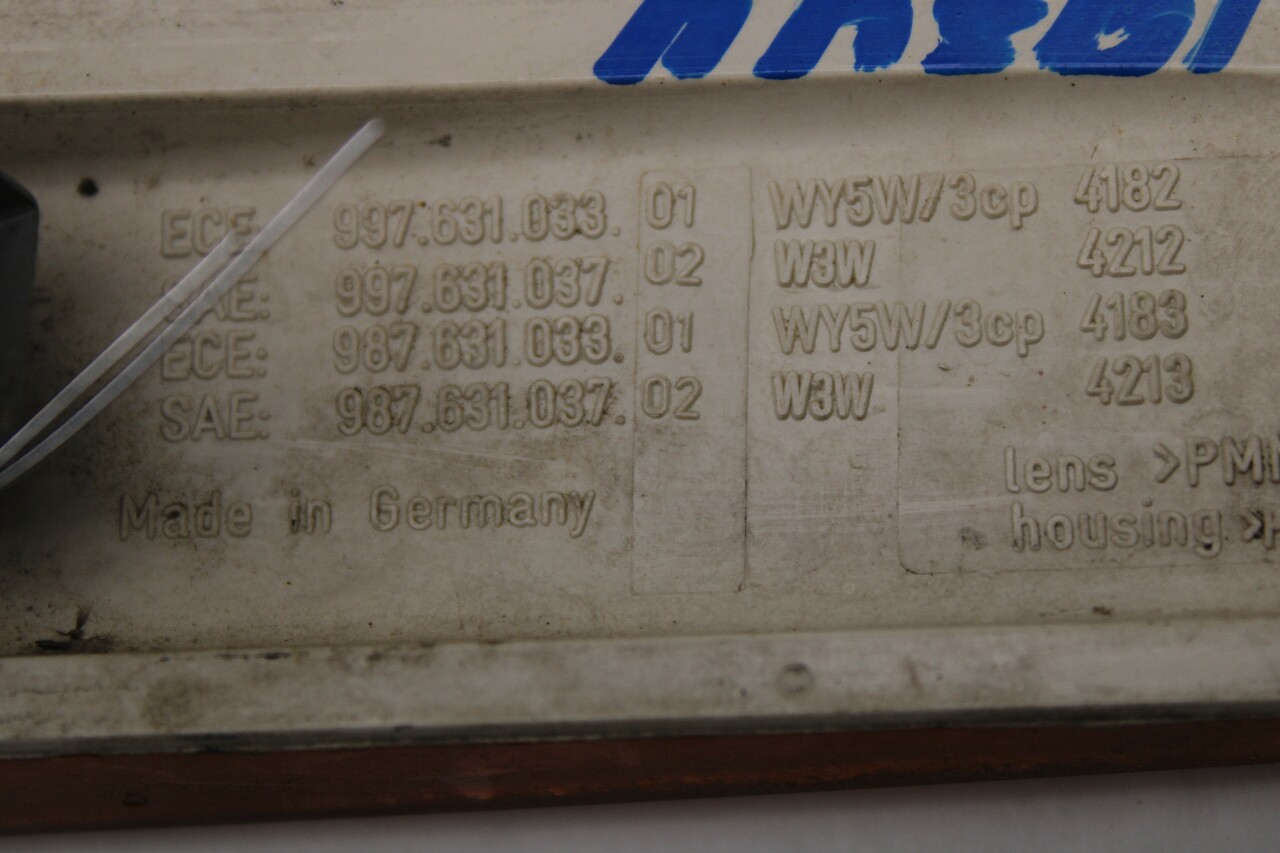 ECE: 997.631.033. 01 WY5W/3cp 4182
SAE: 997.631.037. 02 W3W 4212
ECE: 987.631.033. 01 WY5W/3cp 4183
SAE: 987.631.037. 02 W3W 4213
lens
Made in Germany
housing